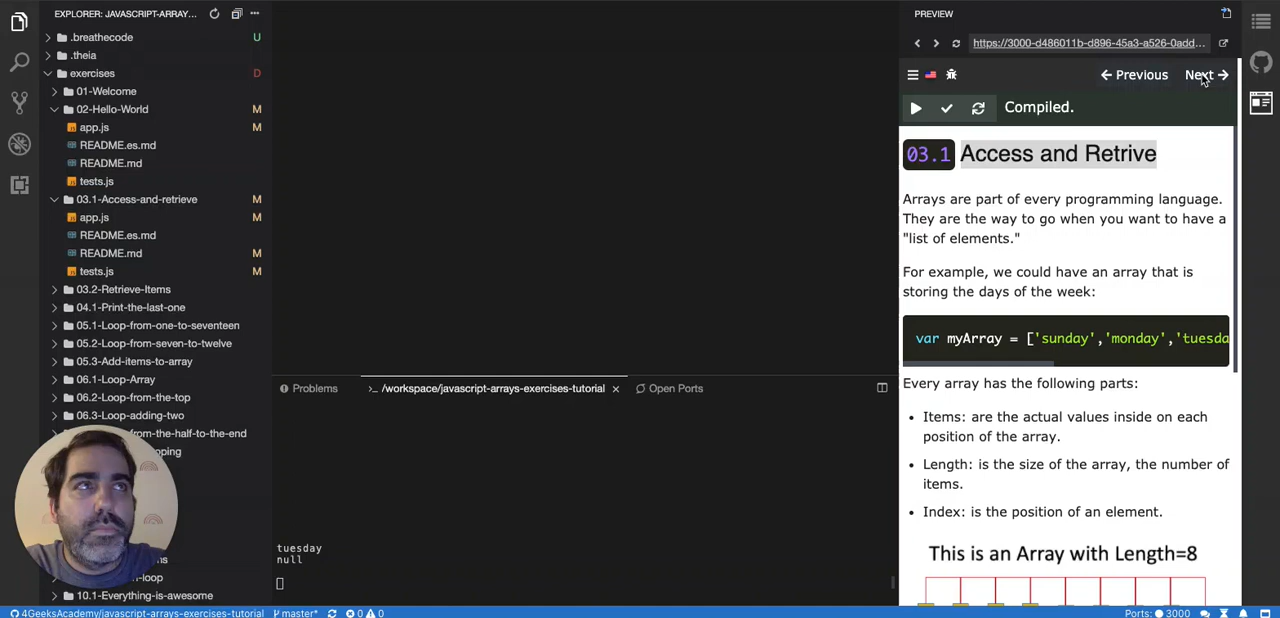 EXPLORER: JAVASCRIPT-ARRAY...
.breathecode U
.theia
exercises D
01-Welcome
02-Hello-World M
app.js M
README.es.md
README.md
tests.js
03.1-Access-and-retrieve M
app.js
README.es.md
README.md M
tests.js M
03.2-Retrieve-Items
04.1-Print-the-last-one
05.1-Loop-from-one-to-seventeen
05.2-Loop-from-seven-to-twelve
05.3-Add-items-to-array
06.1-Loop-Array
06.2-Loop-from-the-top
06.3-Loop-adding-two
from-the-half-to-the-end
10.1-Everything-is-awesome
Problems
/workspace/javascript-arrays-exercises-tutorial
Open Ports
tuesday
null
PREVIEW
https://3000-d486011b-d896-45a3-a526-0add...
Previous
Next
Compiled.
03.1 Access and Retrive
Arrays are part of every programming language.
They are the way to go when you want to have a
"list of elements."
For example, we could have an array that is
storing the days of the week:
var myArray = ['sunday','monday','tuesda
Every array has the following parts:
• Items: are the actual values inside on each
position of the array.
• Length: is the size of the array, the number of
items.
• Index: is the position of an element.
This is an Array with Length=8
4GeeksAcademy/javascript-arrays-exercises-tutorial
master*
0 0
Ports: 3000